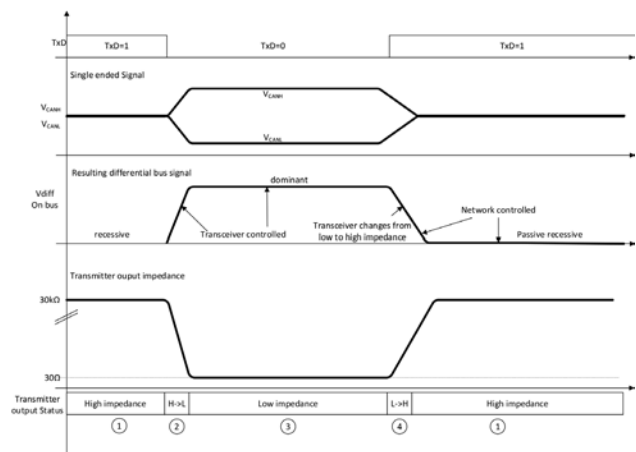 TxD
TxD=1
TxD=0
TxD=1
Single ended Signal
VCANH
VCANL
VCANH
VCANL
Resulting differential bus signal
Vdiff
On bus
dominant
recessive
Transceiver controlled
Transceiver changes from
low to high impedance
Network controlled
Passive recessive
Transmitter ouput impedance
30kΩ
30Ω
Transmitter
output Status
High impedance
H->L
Low impedance
L->H
High impedance
1
2
3
4
1